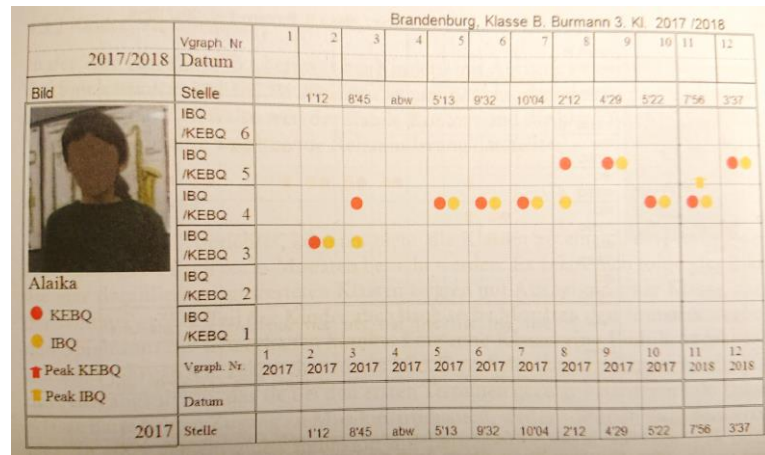 Brandenburg, Klasse B. Burmann 3. Kl. 2017 /2018
2017/2018 Vgraph. Nr 1 2 3 4 5 6 7 8 9 10 11 12
Datum
Bild Stelle 1'12 8'45 abw 5'13 9'32 10'04 2'12 4'29 5'22 7'56 3'37
IBQ
/KEBQ 6
IBQ
/KEBQ 5
IBQ
/KEBQ 4
IBQ
/KEBQ 3
IBQ
/KEBQ 2
IBQ
/KEBQ 1
Alaika
KEBQ
IBQ
Peak KEBQ
Peak IBQ
Vgraph. Nr. 1 2 3 4 5 6 7 8 9 10 11 12
2017 2017 2017 2017 2017 2017 2017 2017 2017 2017 2018 2018
Datum
2017 Stelle 1'12 8'45 abw 5'13 9'32 10'04 2'12 4'29 5'22 7'56 3'37